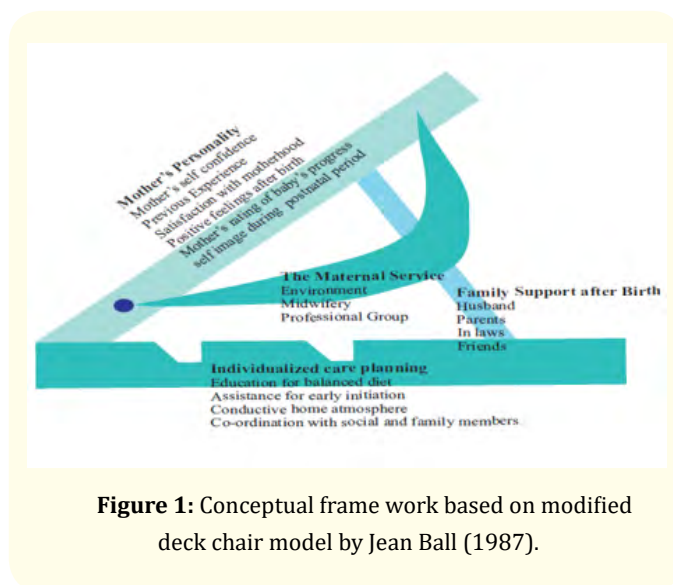 Mother's Personality
Mother's self confidence
Previous Experience
Satisfaction with motherhood
Positive feelings after birth
Mother's rating of baby's progress
self image during postnatal period
The Maternal Service
Environment
Midwifery
Professional Group
Family Support after Birth
Husband
Parents
In laws
Friends
Individualized care planning
Education for balanced diet
Assistance for early initiation
Conductive home atmosphere
Co-ordination with social and family members
Figure 1: Conceptual frame work based on modified
deck chair model by Jean Ball (1987).